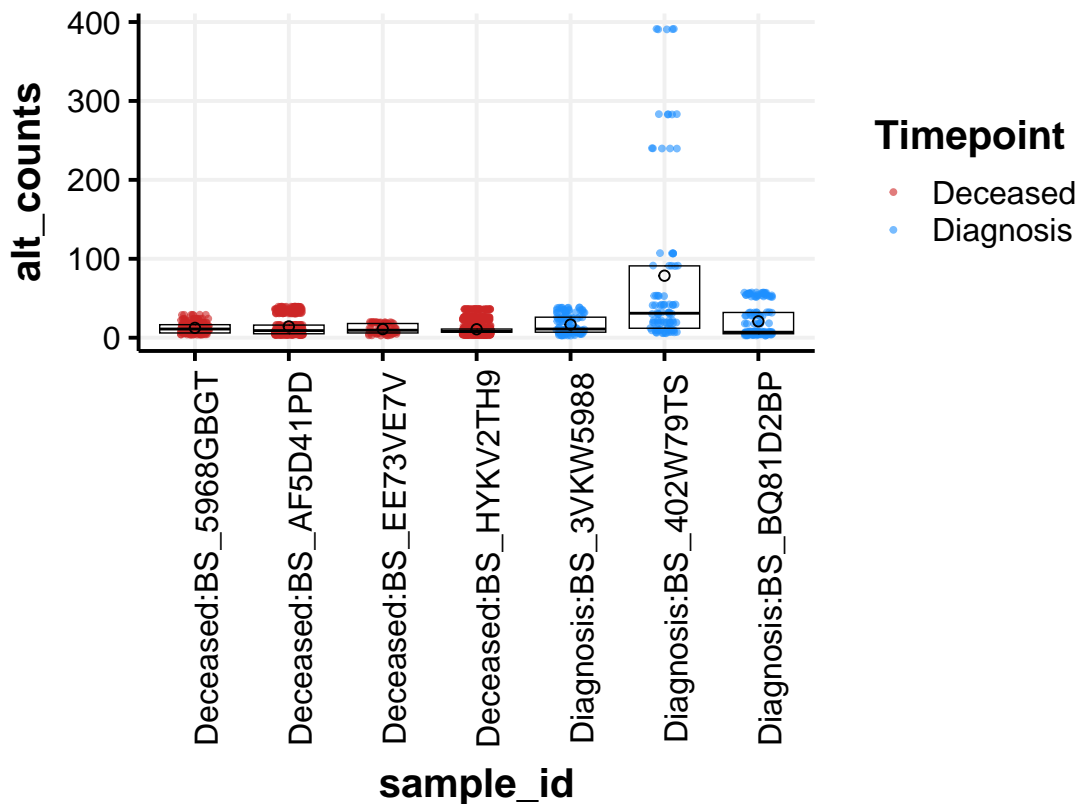 400
300
200
100
0
alt_counts
Deceased:BS_5968GBGT
Deceased:BS_AF5D41PD
Deceased:BS_EE73VE7V
Deceased:BS_HYKV2TH9
Diagnosis:BS_3VKW5988
Diagnosis:BS_402W79TS
Diagnosis:BS_BQ81D2BP
sample_id
Timepoint
Deceased
Diagnosis